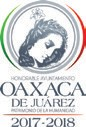 HONORABLE AYUNTAMIENTO
OAXACA
DE JUÁREZ
PATRIMONIO DE LA HUMANIDAD
2017-2018